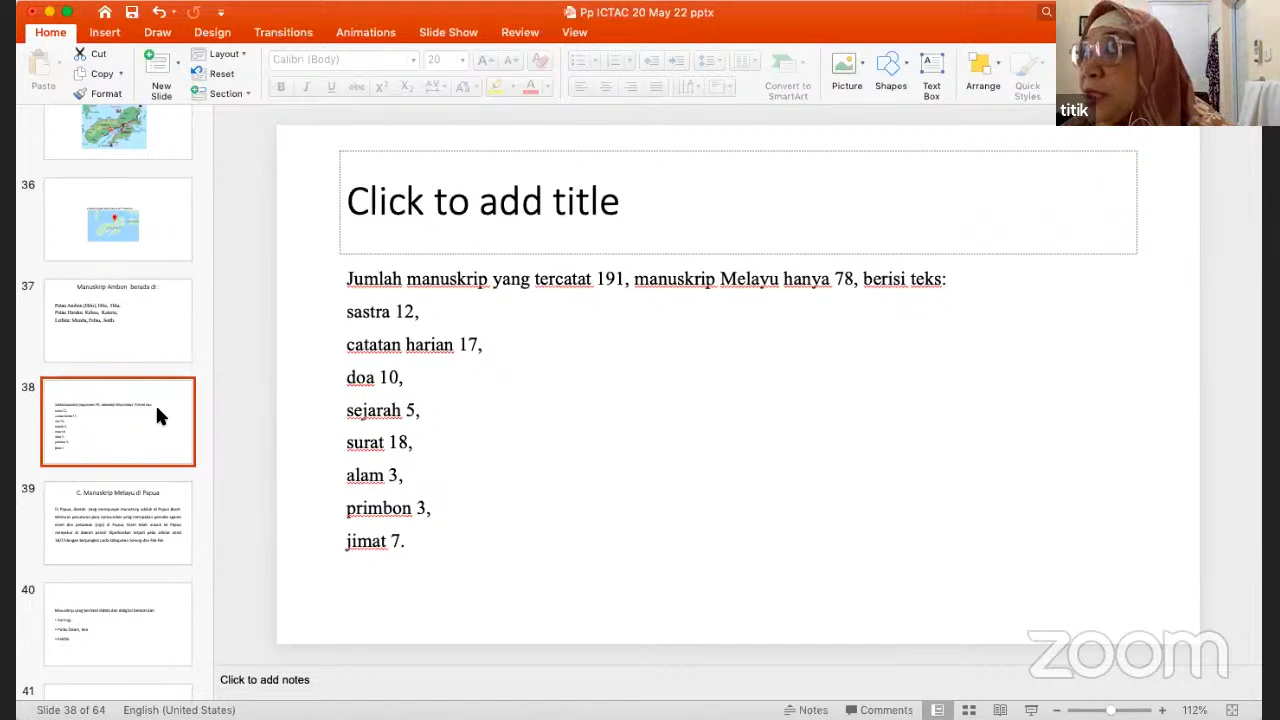 Pp ICTAC 20 May 22 pptx
Home Insert Draw Design Transitions Animations Slide Show Review View
Paste
Cut
Copy
Format
New
Slide
Layout
Reset
Section
Calibri (Body) 20
Convert to
SmartArt
Picture
Shapes
Text
Box
Arrange
Quick
Styles
titik
36
37
Manuskrip Ambon berada di :
38
39
C. Manuskrip Melayu di Papua
40
41
Click to add title
Jumlah manuskrip yang tercatat 191, manuskrip Melayu hanya 78, berisi teks:
sastra 12,
catatan harian 17,
doa 10,
sejarah 5,
surat 18,
alam 3,
primbon 3,
jimat 7.
zoom
Click to add notes
Slide 38 of 64 English (United States) Notes Comments 112%